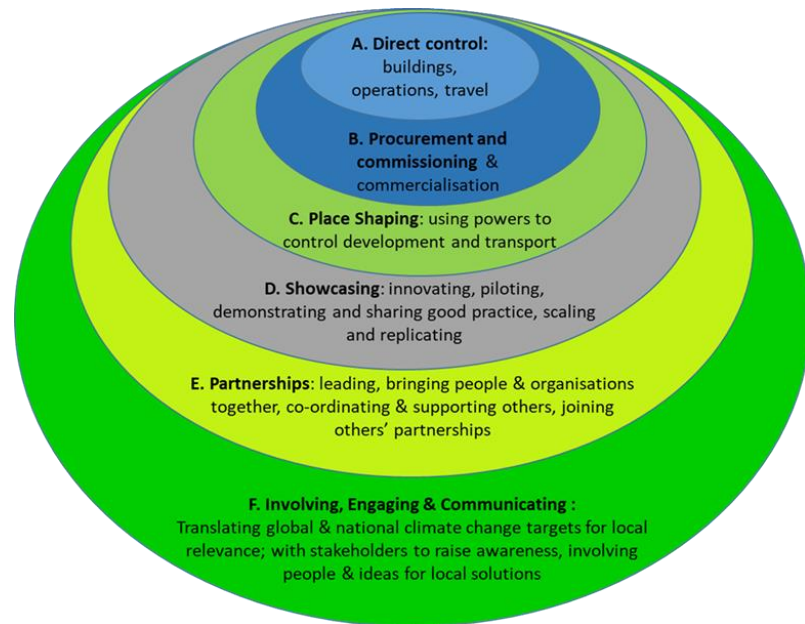 A. Direct control:
buildings,
operations, travel
B. Procurement and
commissioning &
commercialisation
C. Place Shaping: using powers to
control development and transport
D. Showcasing: innovating, piloting,
demonstrating and sharing good practice, scaling
and replicating
E. Partnerships: leading, bringing people & organisations
together, co-ordinating & supporting others, joining
others’ partnerships
F. Involving, Engaging & Communicating :
Translating global & national climate change targets for local
relevance; with stakeholders to raise awareness, involving
people & ideas for local solutions